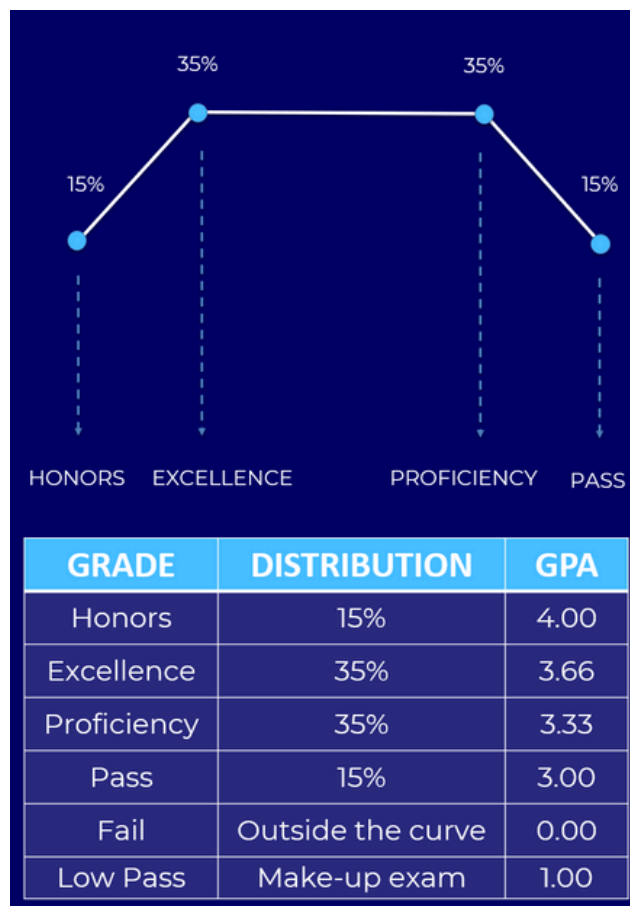 35% 35%
15% 15%
HONORS EXCELLENCE PROFICIENCY PASS
GRADE DISTRIBUTION GPA
Honors 15% 4.00
Excellence 35% 3.66
Proficiency 35% 3.33
Pass 15% 3.00
Fail Outside the curve 0.00
Low Pass Make-up exam 1.00